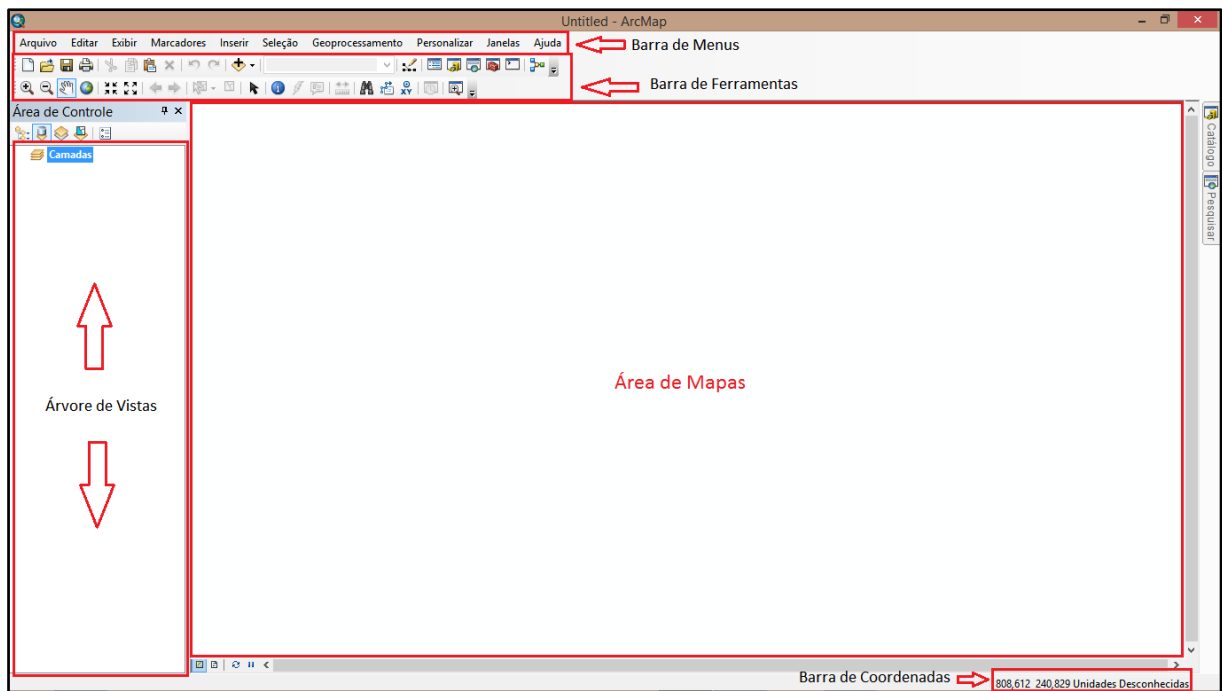 Untitled - ArcMap
Arquivo Editar Exibir Marcadores Inserir Seleção Geoprocessamento Personalizar Janelas Ajuda
Barra de Menus
Barra de Ferramentas
Área de Controle
Camadas
Catálogo
Pesquisar
Área de Mapas
Árvore de Vistas
Barra de Coordenadas
808,612 240,829 Unidades Desconhecidas